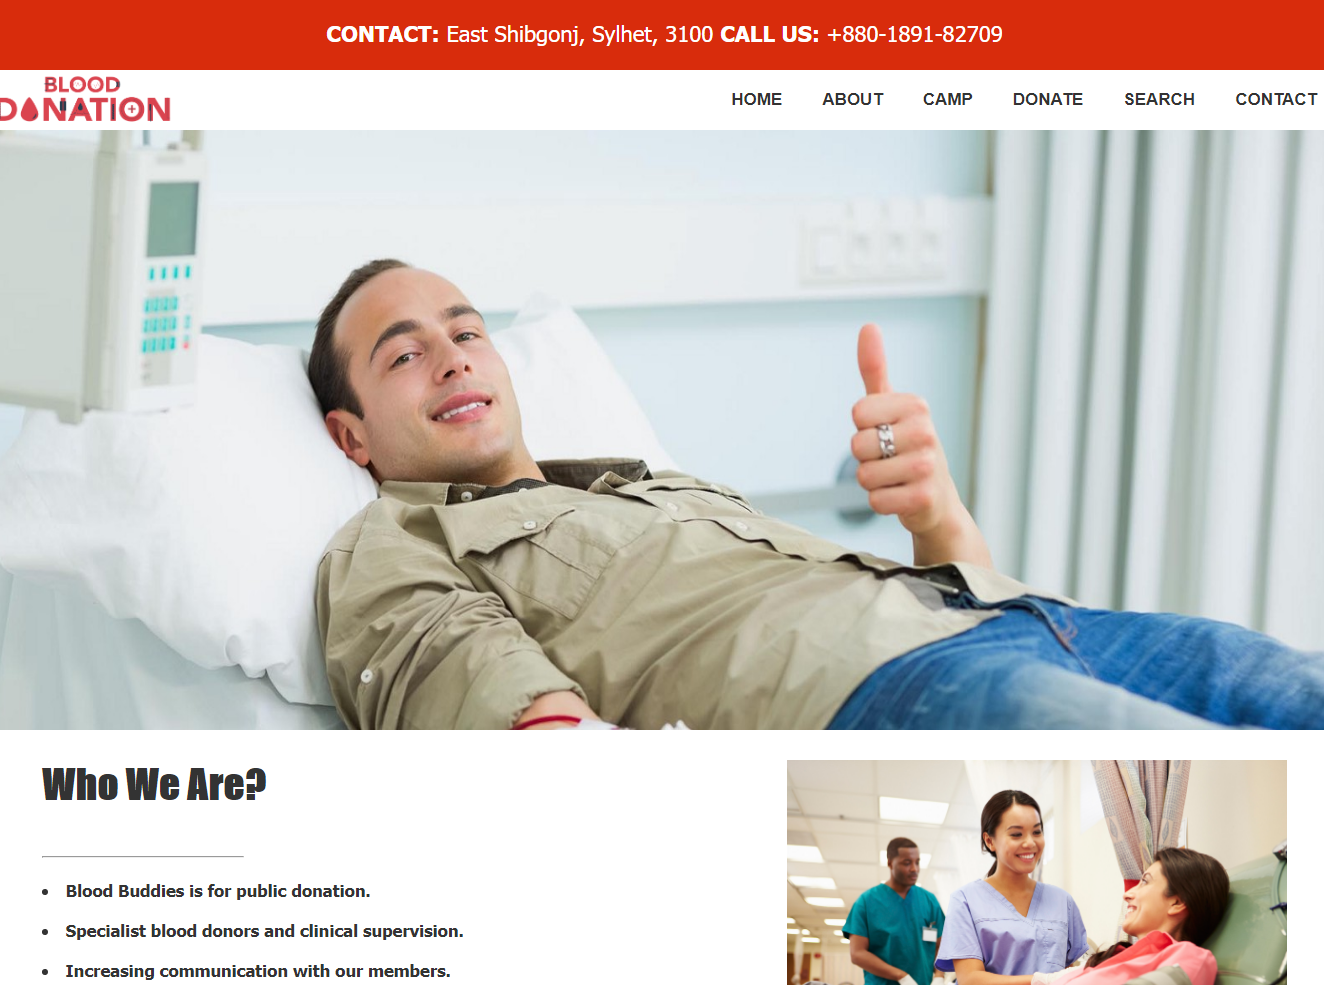 CONTACT: East Shibgonj, Sylhet, 3100 CALL US: +880-1891-82709
BLOOD
DONATION
HOME ABOUT CAMP DONATE SEARCH CONTACT
Who We Are?
• Blood Buddies is for public donation.
• Specialist blood donors and clinical supervision.
• Increasing communication with our members.